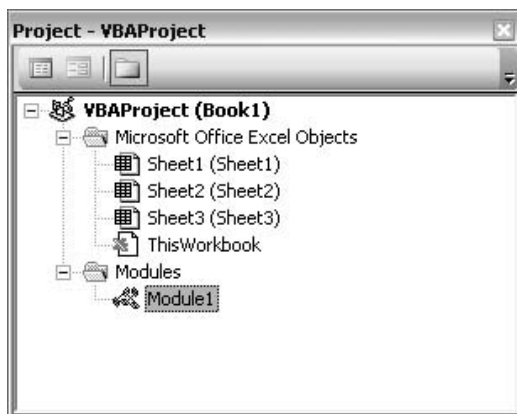 Project - VBAProject
VBAProject (Book1)
Microsoft Office Excel Objects
Sheet1 (Sheet1)
Sheet2 (Sheet2)
Sheet3 (Sheet3)
ThisWorkbook
Modules
Module1